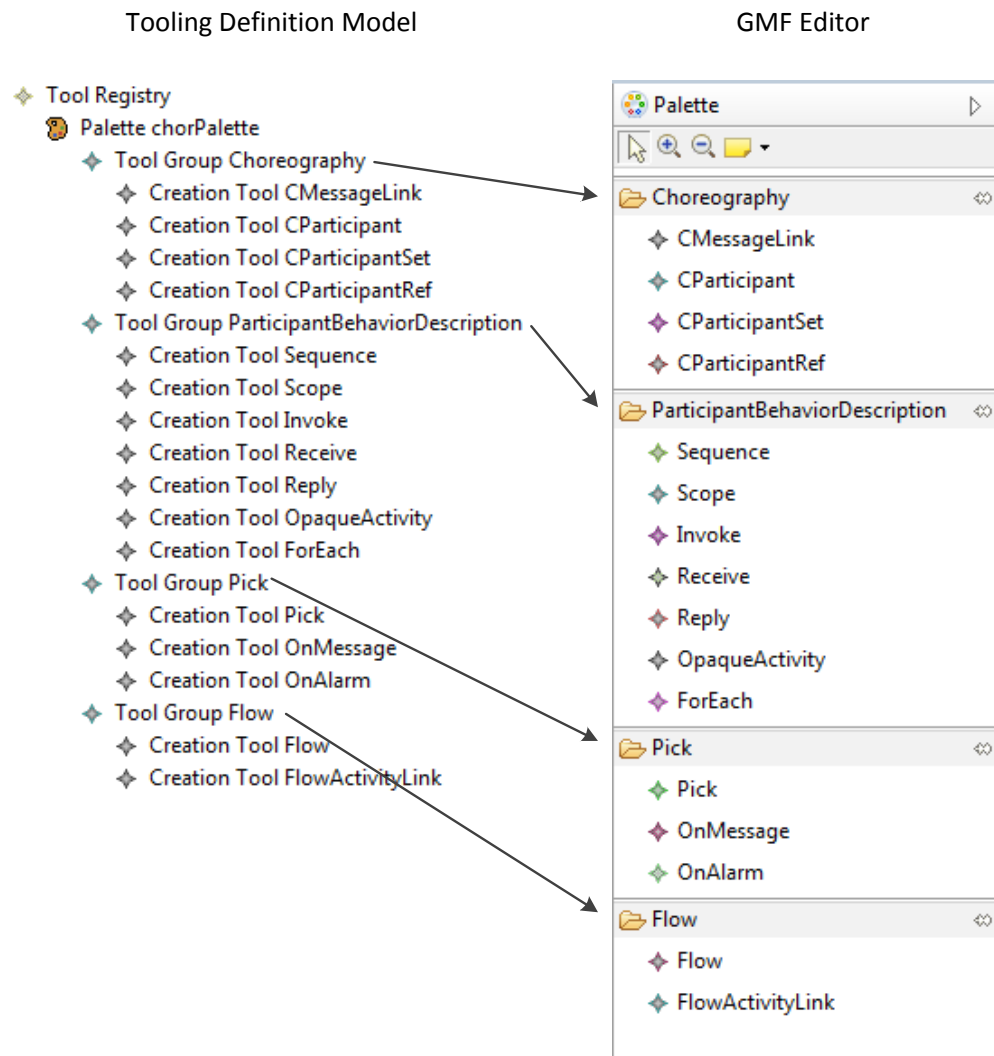 Tooling Definition Model
GMF Editor
Tool Registry
Palette chorPalette
Tool Group Choreography
Creation Tool CMessageLink
Creation Tool CParticipant
Creation Tool CParticipantSet
Creation Tool CParticipantRef
Tool Group ParticipantBehaviorDescription
Creation Tool Sequence
Creation Tool Scope
Creation Tool Invoke
Creation Tool Receive
Creation Tool Reply
Creation Tool OpaqueActivity
Creation Tool ForEach
Tool Group Pick
Creation Tool Pick
Creation Tool OnMessage
Creation Tool OnAlarm
Tool Group Flow
Creation Tool Flow
Creation Tool FlowActivityLink
Palette
Choreography
CMessageLink
CParticipant
CParticipantSet
CParticipantRef
ParticipantBehaviorDescription
Sequence
Scope
Invoke
Receive
Reply
OpaqueActivity
ForEach
Pick
Pick
OnMessage
OnAlarm
Flow
Flow
FlowActivityLink